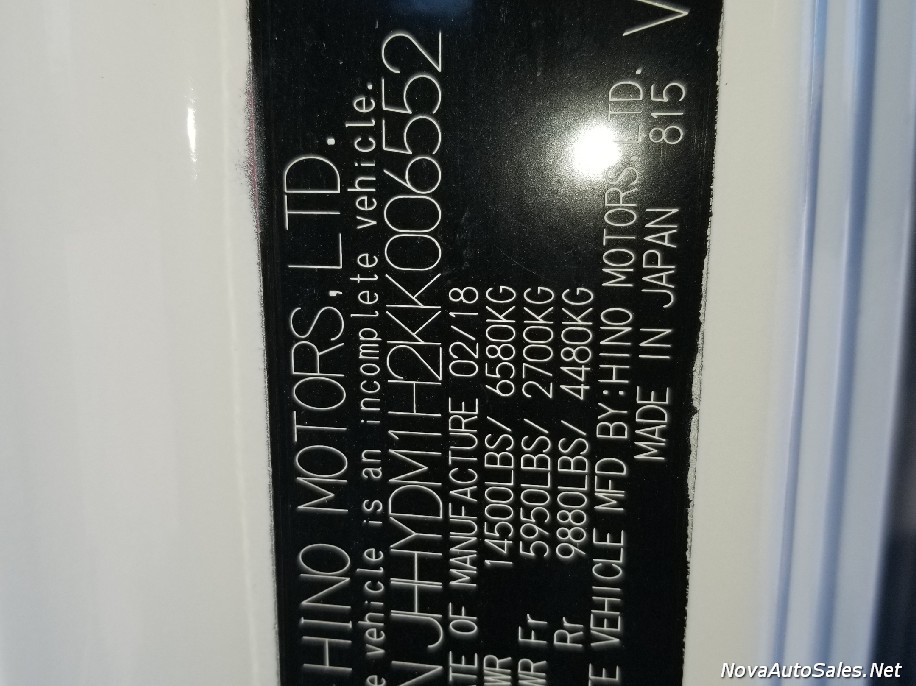 HINO MOTORS, LTD.
e vehicle is an incomplete vehicle.
N JHHYDM1H2KK006552
TE OF MANUFACTURE 02/18
WR 14500LBS/ 6580KG
WR Fr 5950LBS/ 2700KG
Rr 9880LBS/ 4480KG
TE VEHICLE MFD BY:HINO MOTORS, LTD.
MADE IN JAPAN 815 V
NovaAutoSales.Net